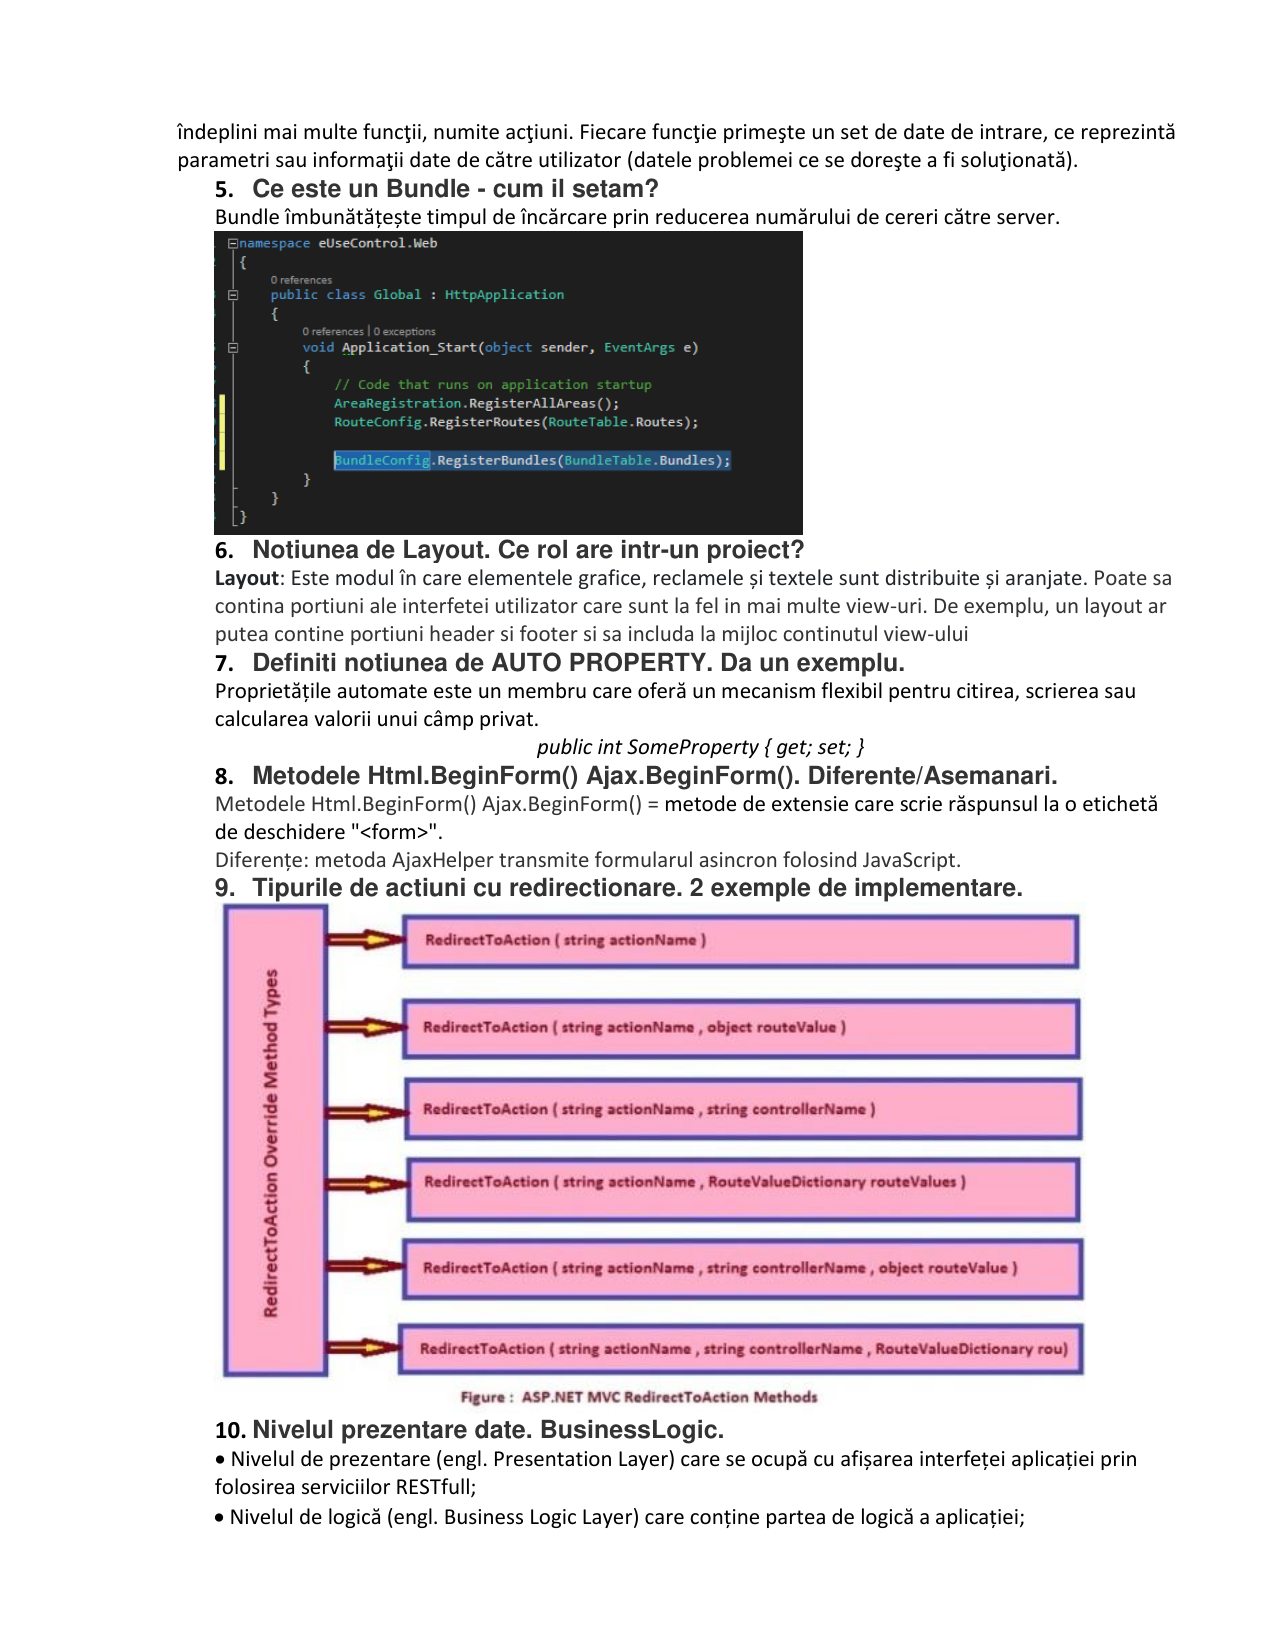 îndeplini mai multe funcţii, numite acţiuni. Fiecare funcţie primeşte un set de date de intrare, ce reprezintă
parametri sau informaţii date de către utilizator (datele problemei ce se doreşte a fi soluţionată).
5. Ce este un Bundle - cum il setam?
Bundle îmbunătățește timpul de încărcare prin reducerea numărului de cereri către server.
namespace eUseControl.Web
{
0 references
public class Global : HttpApplication
{
0 references | 0 exceptions
void Application_Start(object sender, EventArgs e)
{
// Code that runs on application startup
AreaRegistration.RegisterAllAreas();
RouteConfig.RegisterRoutes(RouteTable.Routes);
BundleConfig.RegisterBundles(BundleTable.Bundles);
}
}
}
6. Notiunea de Layout. Ce rol are intr-un proiect?
Layout: Este modul în care elementele grafice, reclamele și textele sunt distribuite și aranjate. Poate sa
contina portiuni ale interfetei utilizator care sunt la fel in mai multe view-uri. De exemplu, un layout ar
putea contine portiuni header si footer si sa includa la mijloc continutul view-ului
7. Definiti notiunea de AUTO PROPERTY. Da un exemplu.
Proprietățile automate este un membru care oferă un mecanism flexibil pentru citirea, scrierea sau
calcularea valorii unui câmp privat.
public int SomeProperty { get; set; }
8. Metodele Html.BeginForm() Ajax.BeginForm(). Diferente/Asemanari.
Metodele Html.BeginForm() Ajax.BeginForm() = metode de extensie care scrie răspunsul la o etichetă
de deschidere "<form>".
Diferențe: metoda AjaxHelper transmite formularul asincron folosind JavaScript.
9. Tipurile de actiuni cu redirectionare. 2 exemple de implementare.
RedirectToAction Override Method Types
RedirectToAction ( string actionName )
RedirectToAction ( string actionName , object routeValue )
RedirectToAction ( string actionName , string controllerName )
RedirectToAction ( string actionName , RouteValueDictionary routeValues )
RedirectToAction ( string actionName , string controllerName , object routeValue )
RedirectToAction ( string actionName , string controllerName , RouteValueDictionary rou)
Figure : ASP.NET MVC RedirectToAction Methods
10. Nivelul prezentare date. BusinessLogic.
• Nivelul de prezentare (engl. Presentation Layer) care se ocupă cu afișarea interfeței aplicației prin
folosirea serviciilor RESTfull;
• Nivelul de logică (engl. Business Logic Layer) care conține partea de logică a aplicației;